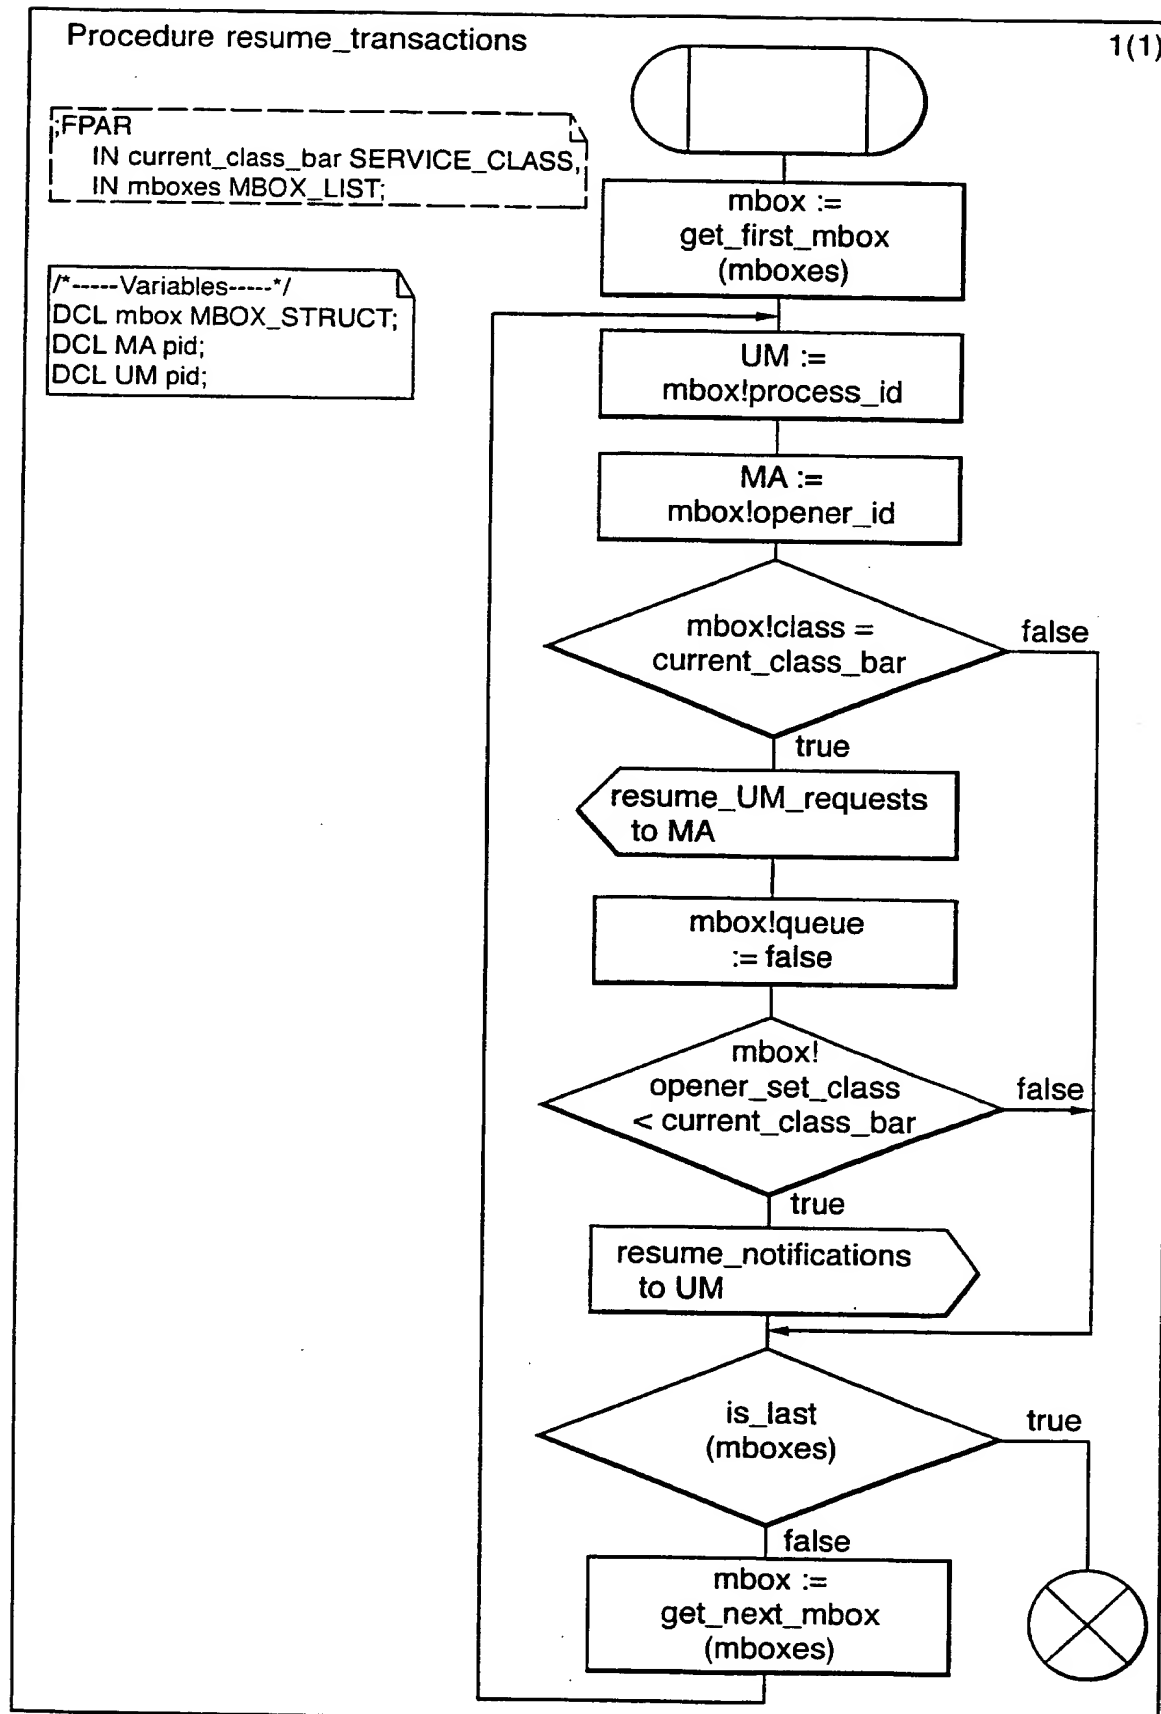 Procedure resume_transactions
1(1)
;FPAR
IN current_class_bar SERVICE_CLASS,
IN mboxes MBOX_LIST;
/*-----Variables-----*/
DCL mbox MBOX_STRUCT;
DCL MA pid;
DCL UM pid;
mbox :=
get_first_mbox
(mboxes)
UM :=
mbox!process_id
MA :=
mbox!opener_id
mbox!class =
current_class_bar
false
true
resume_UM_requests
to MA
mbox!queue
:= false
mbox!
opener_set_class
< current_class_bar
false
true
resume_notifications
to UM
is_last
(mboxes)
true
false
mbox :=
get_next_mbox
(mboxes)